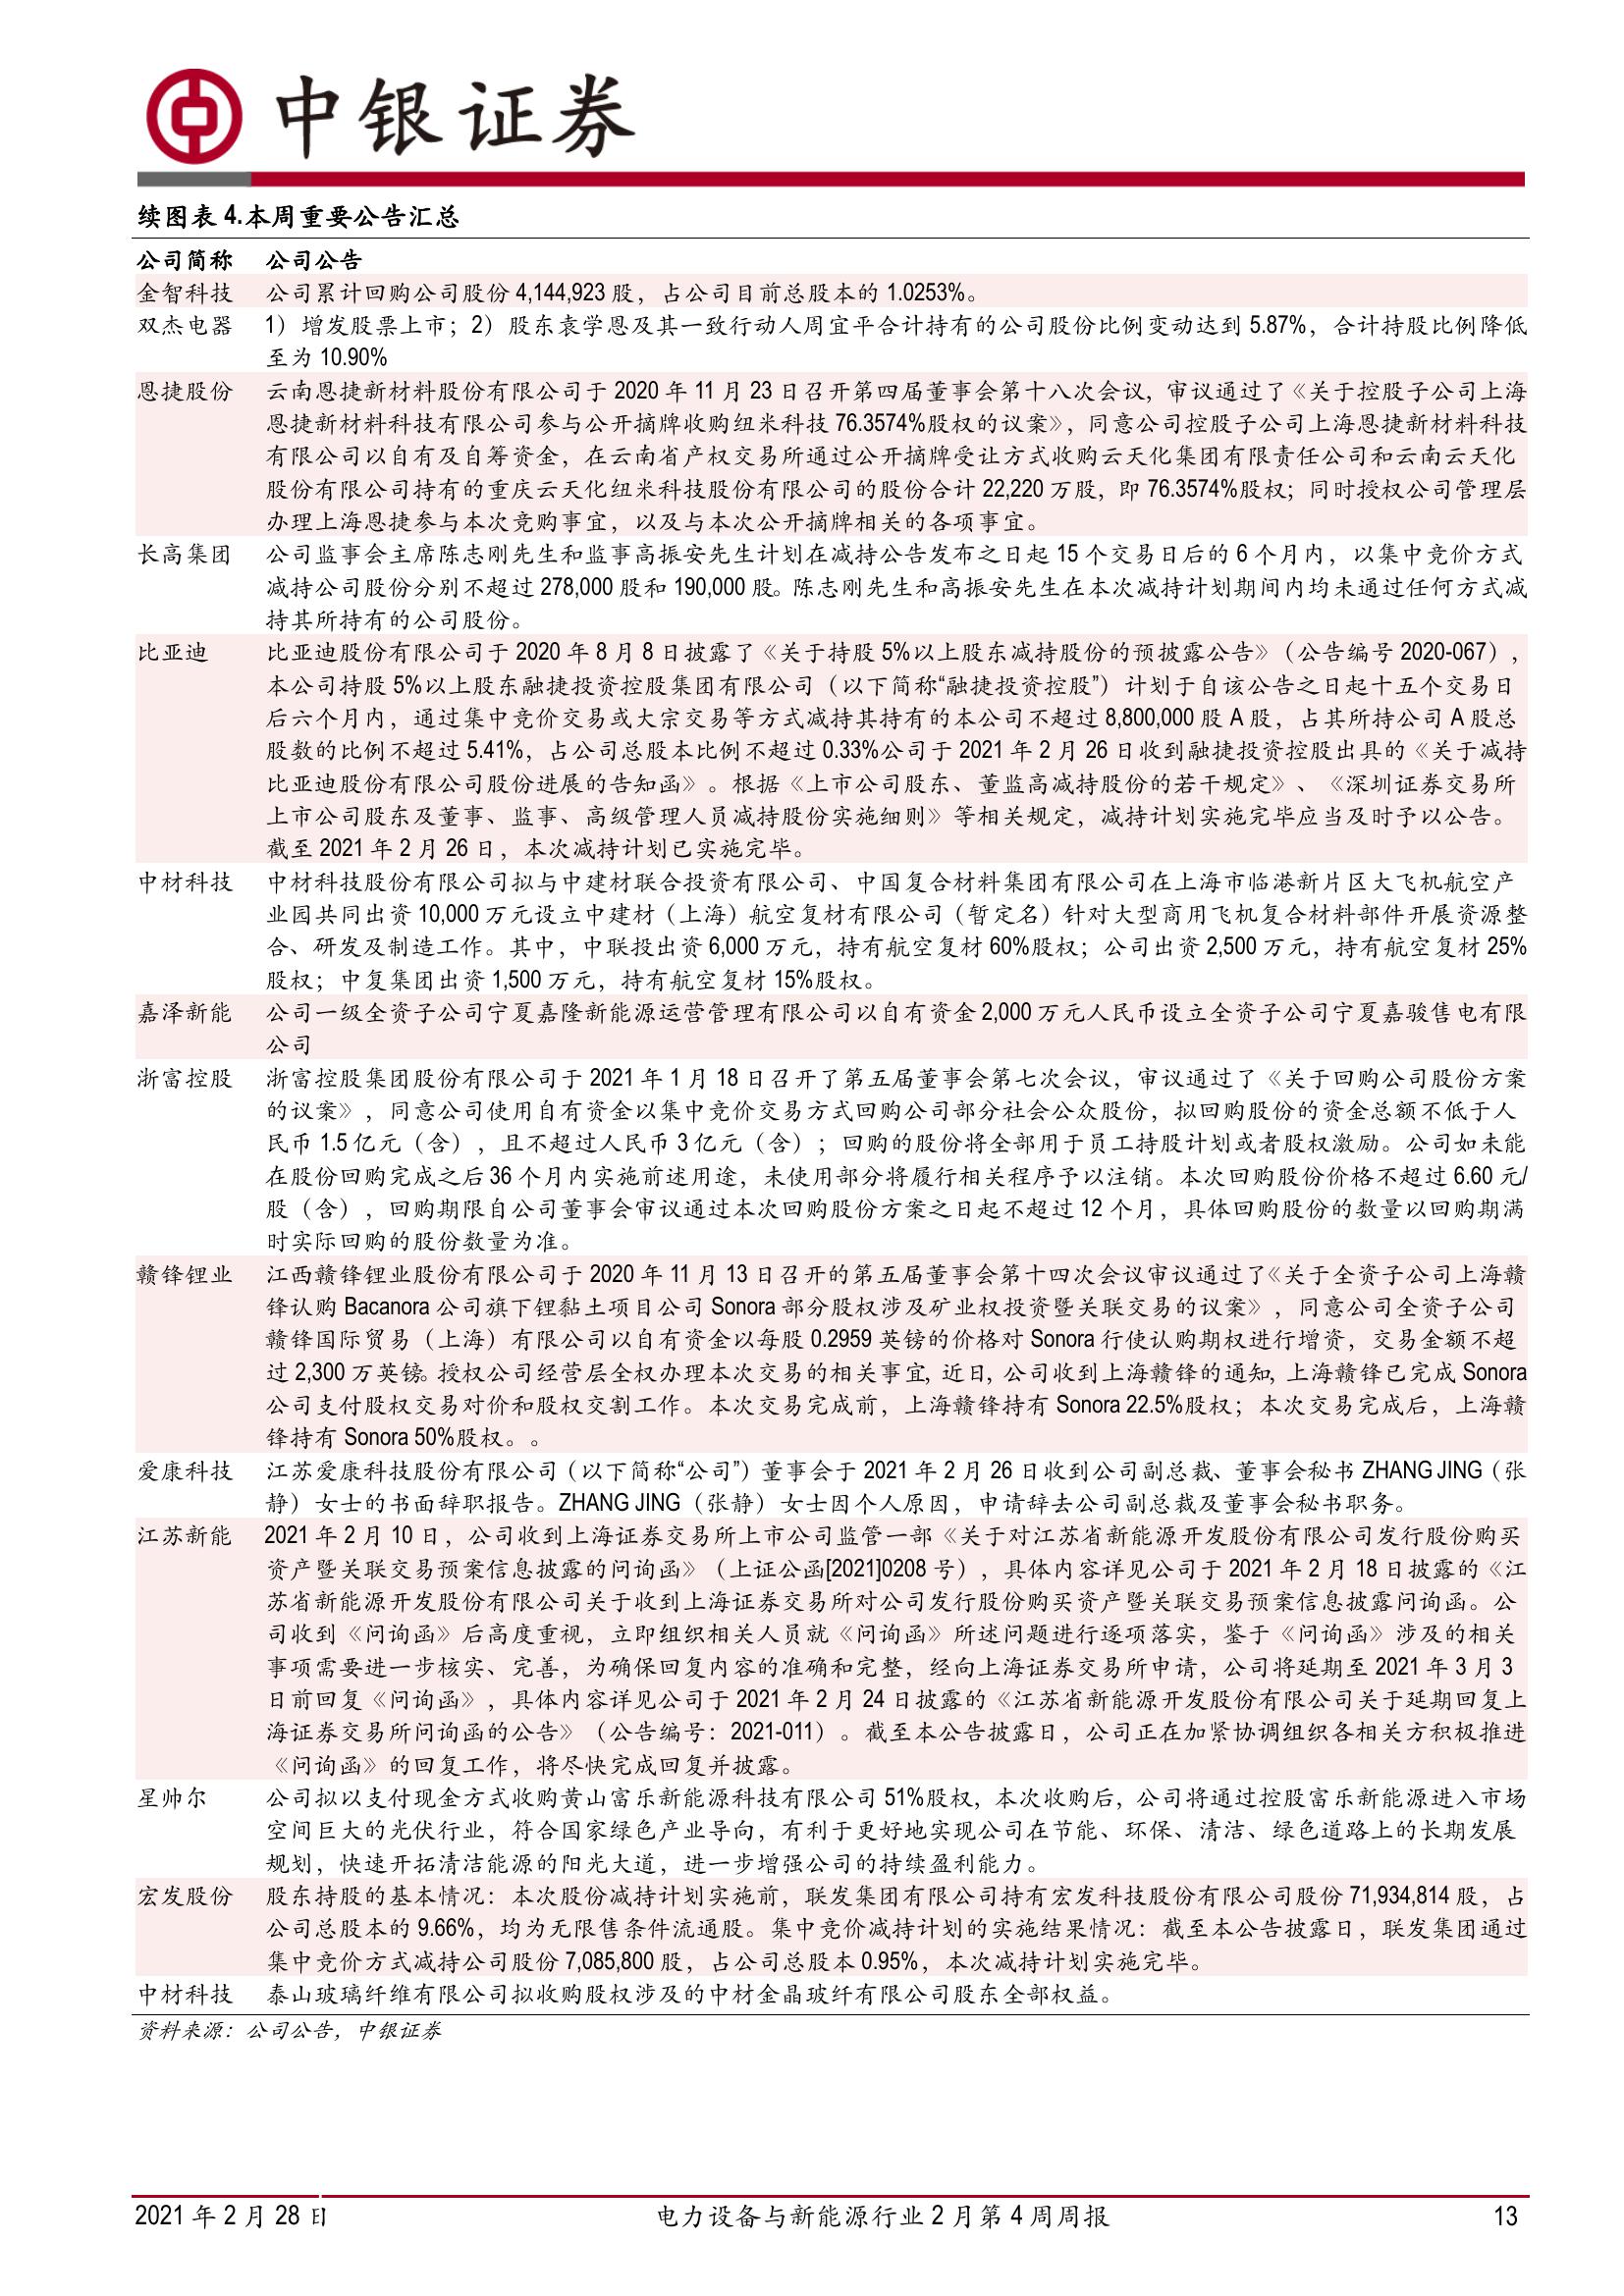 中银证券
续图表 4.本周重要公告汇总
公司简称 公司公告
金智科技 公司累计回购公司股份 4,144,923 股，占公司目前总股本的 1.0253%。
双杰电器 1）增发股票上市；2）股东袁学恩及其一致行动人周宜平合计持有的公司股份比例变动达到 5.87%，合计持股比例降低
至为 10.90%
恩捷股份 云南恩捷新材料股份有限公司于 2020 年 11 月 23 日召开第四届董事会第十八次会议，审议通过了《关于控股子公司上海
恩捷新材料科技有限公司参与公开摘牌收购纽米科技 76.3574%股权的议案》，同意公司控股子公司上海恩捷新材料科技
有限公司以自有及自筹资金，在云南省产权交易所通过公开摘牌受让方式收购云天化集团有限责任公司和云南云天化
股份有限公司持有的重庆云天化纽米科技股份有限公司的股份合计 22,220 万股，即 76.3574%股权；同时授权公司管理层
办理上海恩捷参与本次竞购事宜，以及与本次公开摘牌相关的各项事宜。
长高集团 公司监事会主席陈志刚先生和监事高振安先生计划在减持公告发布之日起 15 个交易日后的 6 个月内，以集中竞价方式
减持公司股份分别不超过 278,000 股和 190,000 股。陈志刚先生和高振安先生在本次减持计划期间内均未通过任何方式减
持其所持有的公司股份。
比亚迪 比亚迪股份有限公司于 2020 年 8 月 8 日披露了《关于持股 5%以上股东减持股份的预披露公告》（公告编号 2020-067），
本公司持股 5%以上股东融捷投资控股集团有限公司（以下简称“融捷投资控股”）计划于自该公告之日起十五个交易日
后六个月内，通过集中竞价交易或大宗交易等方式减持其持有的本公司不超过 8,800,000 股 A 股，占其所持公司 A 股总
股数的比例不超过 5.41%，占公司总股本比例不超过 0.33%公司于 2021 年 2 月 26 日收到融捷投资控股出具的《关于减持
比亚迪股份有限公司股份进展的告知函》。根据《上市公司股东、董监高减持股份的若干规定》、《深圳证券交易所
上市公司股东及董事、监事、高级管理人员减持股份实施细则》等相关规定，减持计划实施完毕应当及时予以公告。
截至 2021 年 2 月 26 日，本次减持计划已实施完毕。
中材科技 中材科技股份有限公司拟与中建材联合投资有限公司、中国复合材料集团有限公司在上海市临港新片区大飞机航空产
业园共同出资 10,000 万元设立中建材（上海）航空复材有限公司（暂定名）针对大型商用飞机复合材料部件开展资源整
合、研发及制造工作。其中，中联投出资 6,000 万元，持有航空复材 60%股权；公司出资 2,500 万元，持有航空复材 25%
股权；中复集团出资 1,500 万元，持有航空复材 15%股权。
嘉泽新能 公司一级全资子公司宁夏嘉隆新能源运营管理有限公司以自有资金 2,000 万元人民币设立全资子公司宁夏嘉骏售电有限
公司
浙富控股 浙富控股集团股份有限公司于 2021 年 1 月 18 日召开了第五届董事会第七次会议，审议通过了《关于回购公司股份方案
的议案》，同意公司使用自有资金以集中竞价交易方式回购公司部分社会公众股份，拟回购股份的资金总额不低于人
民币 1.5 亿元（含），且不超过人民币 3 亿元（含）；回购的股份将全部用于员工持股计划或者股权激励。公司如未能
在股份回购完成之后 36 个月内实施前述用途，未使用部分将履行相关程序予以注销。本次回购股份价格不超过 6.60 元/
股（含），回购期限自公司董事会审议通过本次回购股份方案之日起不超过 12 个月，具体回购股份的数量以回购期满
时实际回购的股份数量为准。
赣锋锂业 江西赣锋锂业股份有限公司于 2020 年 11 月 13 日召开的第五届董事会第十四次会议审议通过了《关于全资子公司上海赣
锋认购 Bacanora 公司旗下锂黏土项目公司 Sonora 部分股权涉及矿业权投资暨关联交易的议案》，同意公司全资子公司
赣锋国际贸易（上海）有限公司以自有资金以每股 0.2959 英镑的价格对 Sonora 行使认购期权进行增资，交易金额不超
过 2,300 万英镑。授权公司经营层全权办理本次交易的相关事宜，近日，公司收到上海赣锋的通知，上海赣锋已完成 Sonora
公司支付股权交易对价和股权交割工作。本次交易完成前，上海赣锋持有 Sonora 22.5%股权；本次交易完成后，上海赣
锋持有 Sonora 50%股权。。
爱康科技 江苏爱康科技股份有限公司（以下简称“公司”）董事会于 2021 年 2 月 26 日收到公司副总裁、董事会秘书 ZHANG JING（张
静）女士的书面辞职报告。ZHANG JING（张静）女士因个人原因，申请辞去公司副总裁及董事会秘书职务。
江苏新能 2021 年 2 月 10 日，公司收到上海证券交易所上市公司监管一部《关于对江苏省新能源开发股份有限公司发行股份购买
资产暨关联交易预案信息披露的问询函》（上证公函[2021]0208 号），具体内容详见公司于 2021 年 2 月 18 日披露的《江
苏省新能源开发股份有限公司关于收到上海证券交易所对公司发行股份购买资产暨关联交易预案信息披露问询函。公
司收到《问询函》后高度重视，立即组织相关人员就《问询函》所述问题进行逐项落实，鉴于《问询函》涉及的相关
事项需要进一步核实、完善，为确保回复内容的准确和完整，经向上海证券交易所申请，公司将延期至 2021 年 3 月 3
日前回复《问询函》，具体内容详见公司于 2021 年 2 月 24 日披露的《江苏省新能源开发股份有限公司关于延期回复上
海证券交易所问询函的公告》（公告编号：2021-011）。截至本公告披露日，公司正在加紧协调组织各相关方积极推进
《问询函》的回复工作，将尽快完成回复并披露。
星帅尔 公司拟以支付现金方式收购黄山富乐新能源科技有限公司 51%股权，本次收购后，公司将通过控股富乐新能源进入市场
空间巨大的光伏行业，符合国家绿色产业导向，有利于更好地实现公司在节能、环保、清洁、绿色道路上的长期发展
规划，快速开拓清洁能源的阳光大道，进一步增强公司的持续盈利能力。
宏发股份 股东持股的基本情况：本次股份减持计划实施前，联发集团有限公司持有宏发科技股份有限公司股份 71,934,814 股，占
公司总股本的 9.66%，均为无限售条件流通股。集中竞价减持计划的实施结果情况：截至本公告披露日，联发集团通过
集中竞价方式减持公司股份 7,085,800 股，占公司总股本 0.95%，本次减持计划实施完毕。
中材科技 泰山玻璃纤维有限公司拟收购股权涉及的中材金晶玻纤有限公司股东全部权益。
资料来源：公司公告，中银证券
2021 年 2 月 28 日 电力设备与新能源行业 2 月第 4 周周报 13